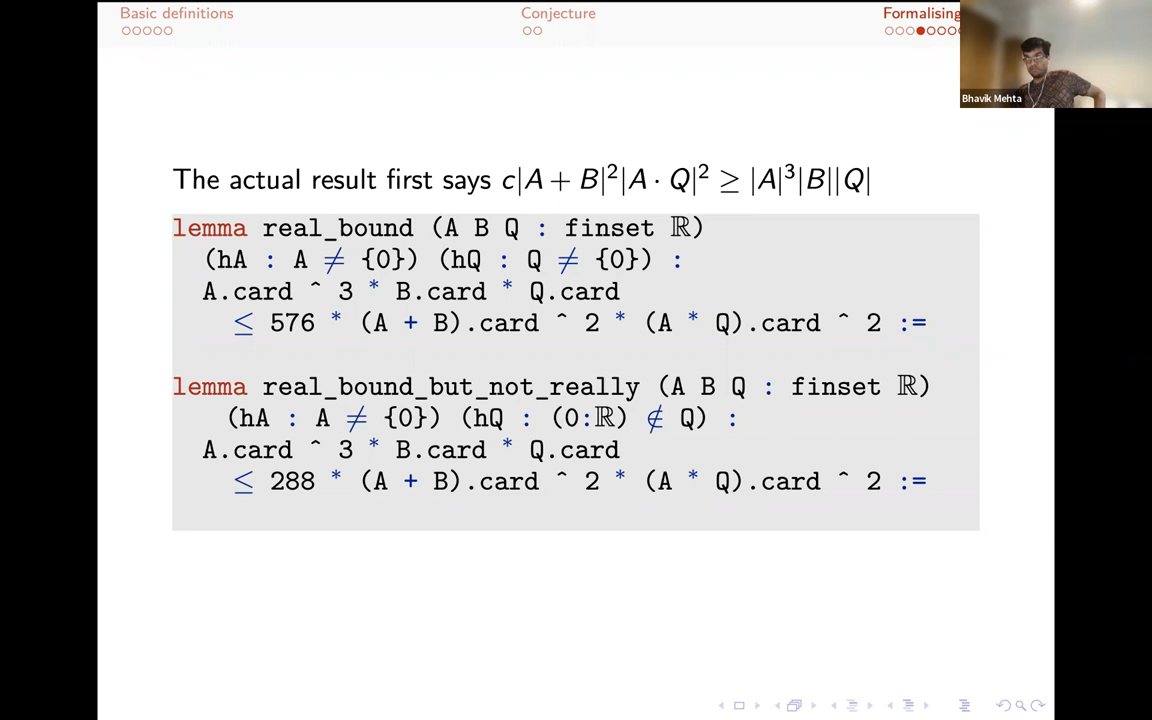 Basic definitions
Conjecture
Formalising
Bhavik Mehta
The actual result first says c|A + B|²|A · Q|² ≥ |A|³|B||Q|
lemma real_bound (A B Q : finset ℝ)
(hA : A ≠ {0}) (hQ : Q ≠ {0}) :
A.card ^ 3 * B.card * Q.card
≤ 576 * (A + B).card ^ 2 * (A * Q).card ^ 2 :=
lemma real_bound_but_not_really (A B Q : finset ℝ)
(hA : A ≠ {0}) (hQ : (0:ℝ) ∉ Q) :
A.card ^ 3 * B.card * Q.card
≤ 288 * (A + B).card ^ 2 * (A * Q).card ^ 2 :=